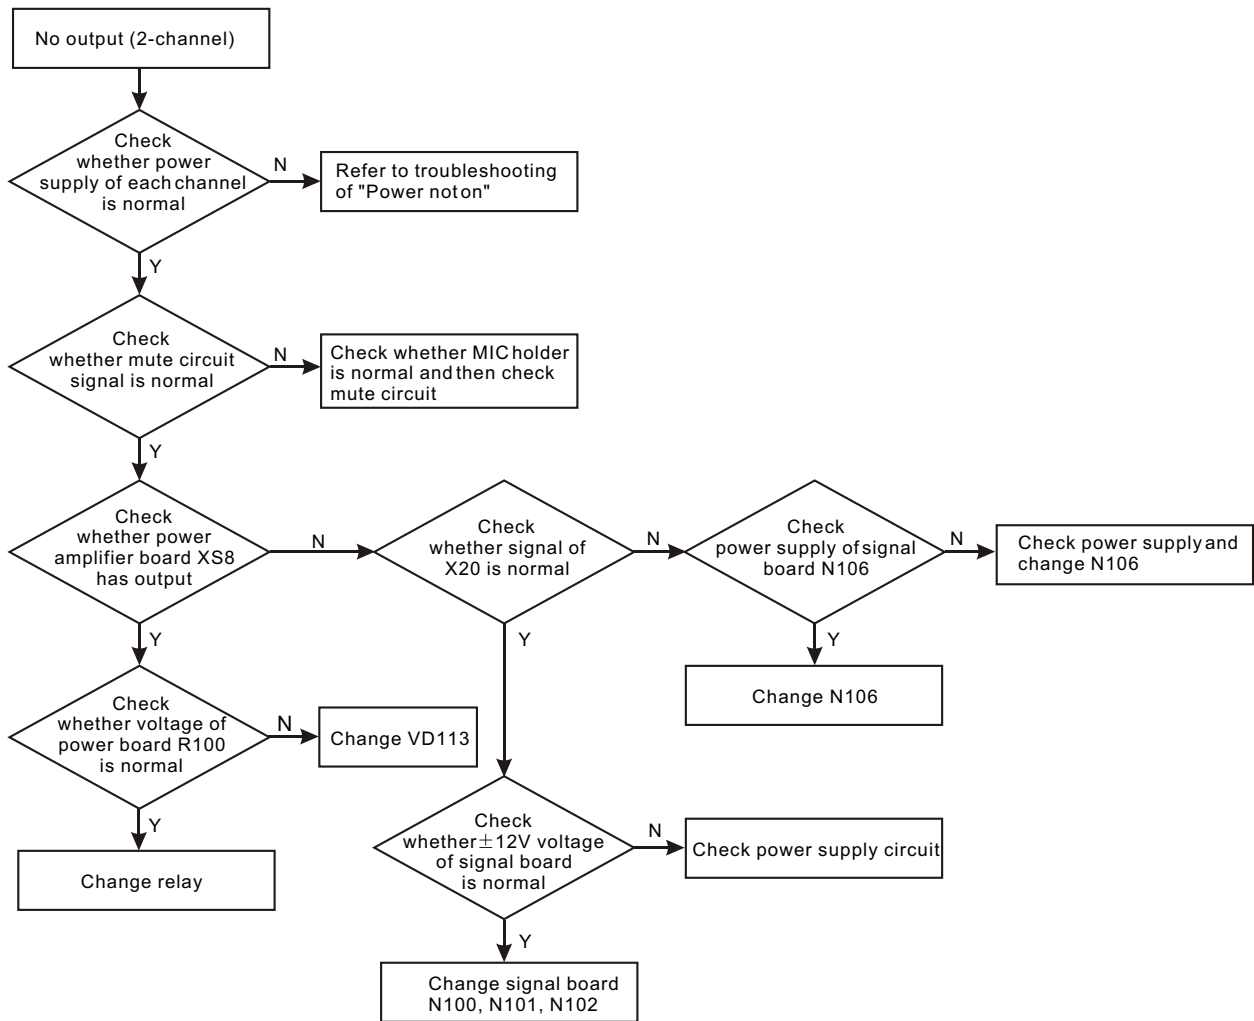 No output (2-channel)
Check
whether power
supply of each channel
is normal
N
Refer to troubleshooting
of "Power not on"
Y
Check
whether mute circuit
signal is normal
N
Check whether MIC holder
is normal and then check
mute circuit
Y
Check
whether power
amplifier board XS8
has output
N
Check
whether signal of
X20 is normal
N
Check
power supply of signal
board N106
N
Check power supply and
change N106
Y
Y
Y
Change N106
Check
whether voltage of
power board R100
is normal
N
Change VD113
Y
Change relay
Check
whether ±12V voltage
of signal board
is normal
N
Check power supply circuit
Y
Change signal board
N100, N101, N102